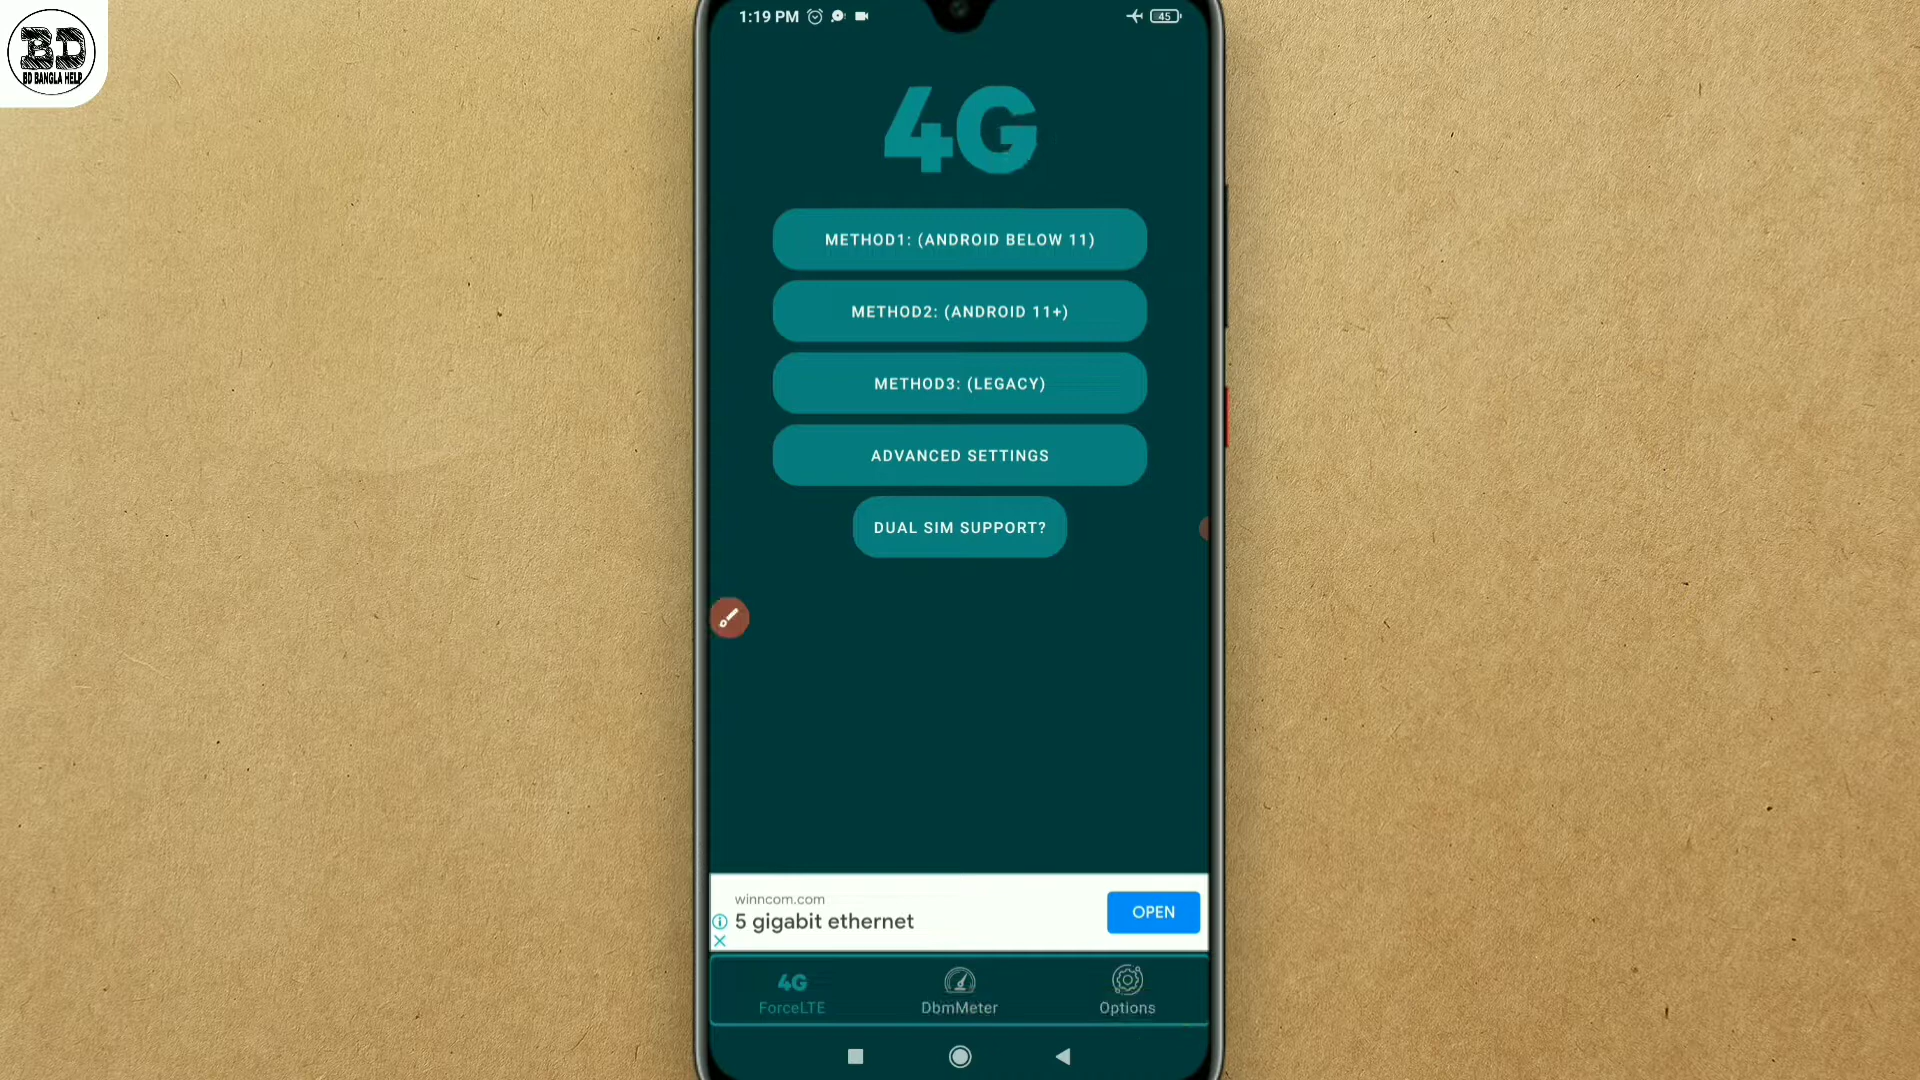 BD
BD BANGLA HELP
1:19 PM
45
4G
METHOD1: (ANDROID BELOW 11)
METHOD2: (ANDROID 11+)
METHOD3: (LEGACY)
ADVANCED SETTINGS
DUAL SIM SUPPORT?
winncom.com
5 gigabit ethernet
OPEN
4G
ForceLTE
DbmMeter
Options